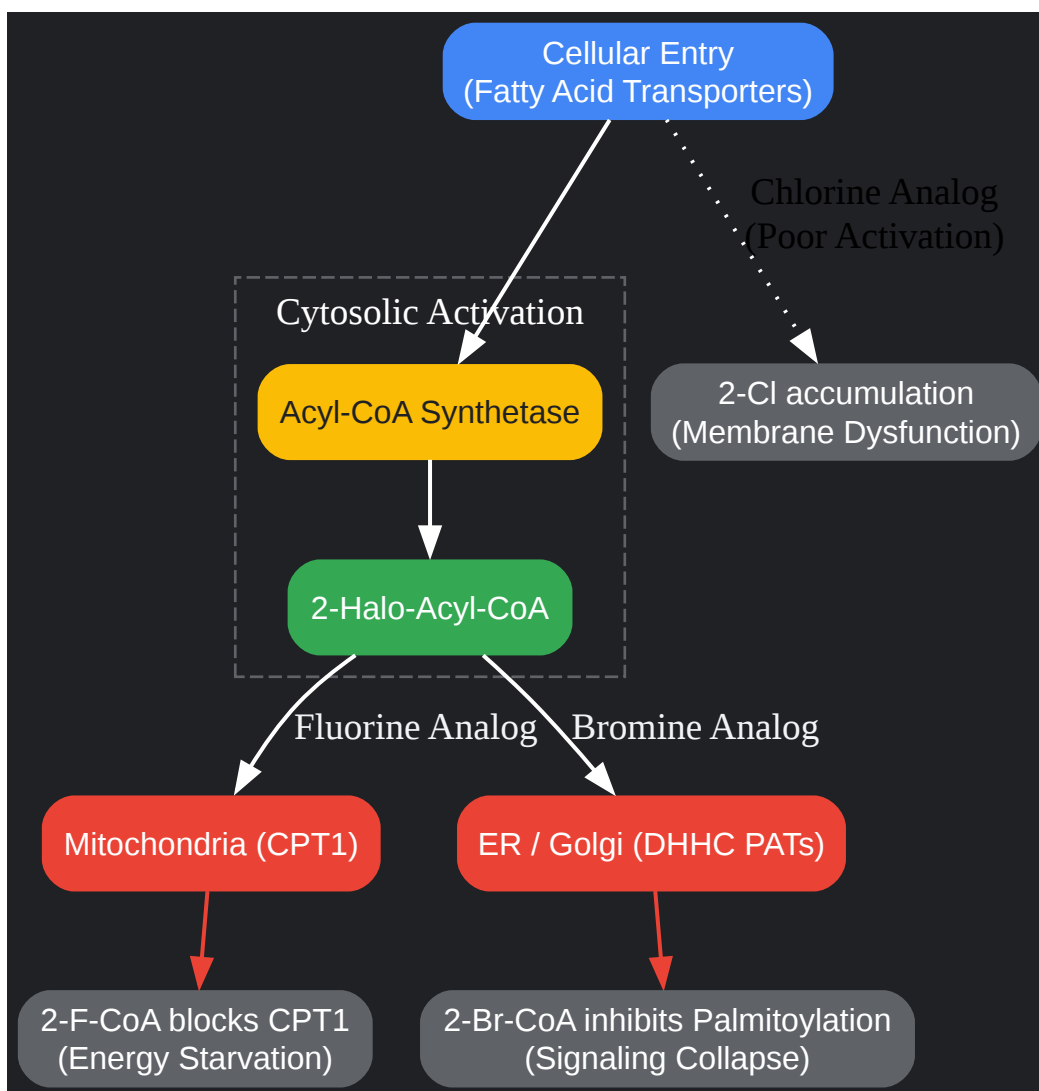 Cellular Entry
(Fatty Acid Transporters)
Chlorine Analog
(Poor Activation)
Cytosolic Activation
Acyl-CoA Synthetase
2-Cl accumulation
(Membrane Dysfunction)
2-Halo-Acyl-CoA
Fluorine Analog
Bromine Analog
Mitochondria (CPT1)
ER / Golgi (DHHC PATs)
2-F-CoA blocks CPT1
(Energy Starvation)
2-Br-CoA inhibits Palmitoylation
(Signaling Collapse)